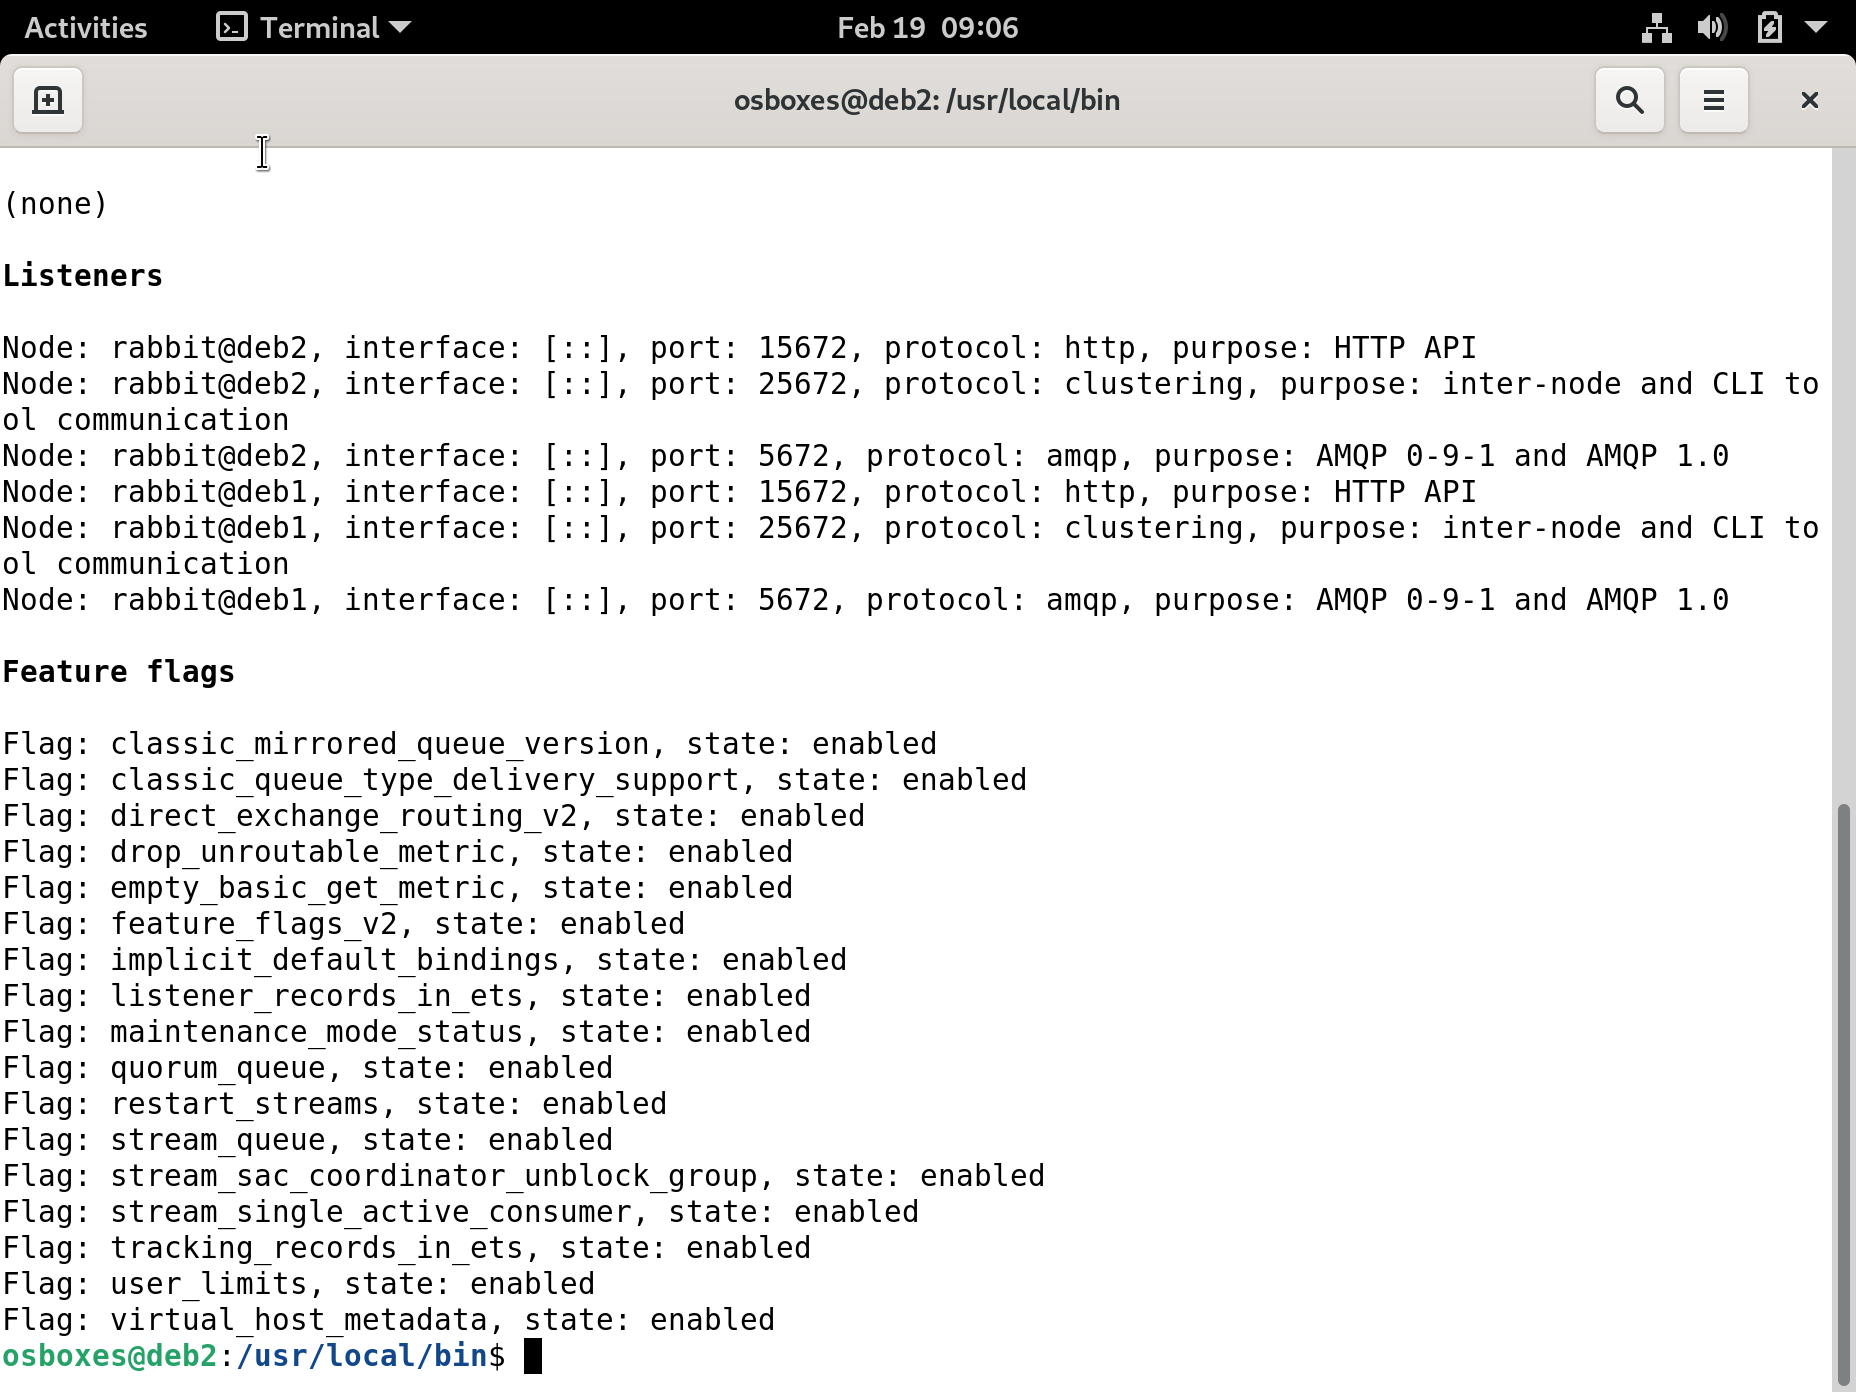 Activities Terminal Feb 19 09:06
osboxes@deb2: /usr/local/bin
(none)
Listeners
Node: rabbit@deb2, interface: [::], port: 15672, protocol: http, purpose: HTTP API
Node: rabbit@deb2, interface: [::], port: 25672, protocol: clustering, purpose: inter-node and CLI to
ol communication
Node: rabbit@deb2, interface: [::], port: 5672, protocol: amqp, purpose: AMQP 0-9-1 and AMQP 1.0
Node: rabbit@deb1, interface: [::], port: 15672, protocol: http, purpose: HTTP API
Node: rabbit@deb1, interface: [::], port: 25672, protocol: clustering, purpose: inter-node and CLI to
ol communication
Node: rabbit@deb1, interface: [::], port: 5672, protocol: amqp, purpose: AMQP 0-9-1 and AMQP 1.0
Feature flags
Flag: classic_mirrored_queue_version, state: enabled
Flag: classic_queue_type_delivery_support, state: enabled
Flag: direct_exchange_routing_v2, state: enabled
Flag: drop_unroutable_metric, state: enabled
Flag: empty_basic_get_metric, state: enabled
Flag: feature_flags_v2, state: enabled
Flag: implicit_default_bindings, state: enabled
Flag: listener_records_in_ets, state: enabled
Flag: maintenance_mode_status, state: enabled
Flag: quorum_queue, state: enabled
Flag: restart_streams, state: enabled
Flag: stream_queue, state: enabled
Flag: stream_sac_coordinator_unblock_group, state: enabled
Flag: stream_single_active_consumer, state: enabled
Flag: tracking_records_in_ets, state: enabled
Flag: user_limits, state: enabled
Flag: virtual_host_metadata, state: enabled
osboxes@deb2:/usr/local/bin$